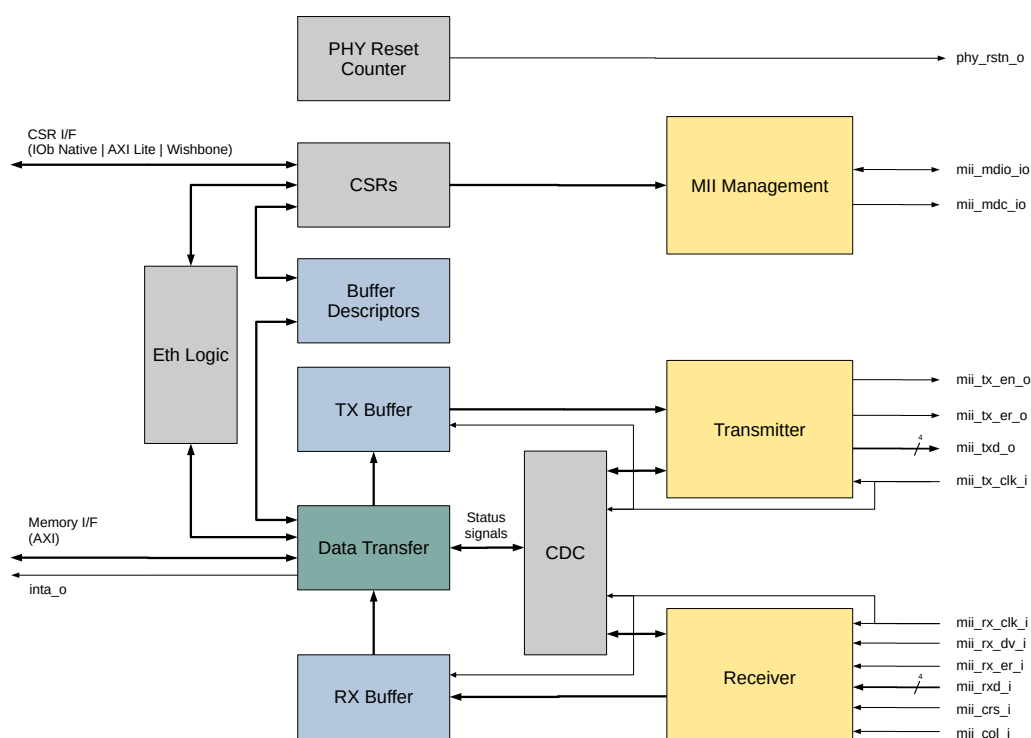 PHY Reset
Counter
phy_rstn_o
CSR I/F
(IOb Native | AXI Lite | Wishbone)
CSRs
MII Management
mii_mdio_io
mii_mdc_io
Buffer
Descriptors
Eth Logic
TX Buffer
Transmitter
mii_tx_en_o
mii_tx_er_o
4
mii_txd_o
mii_tx_clk_i
Memory I/F
(AXI)
inta_o
Data Transfer
Status
signals
CDC
RX Buffer
Receiver
mii_rx_clk_i
mii_rx_dv_i
mii_rx_er_i
4
mii_rxd_i
mii_crs_i
mii_col_i